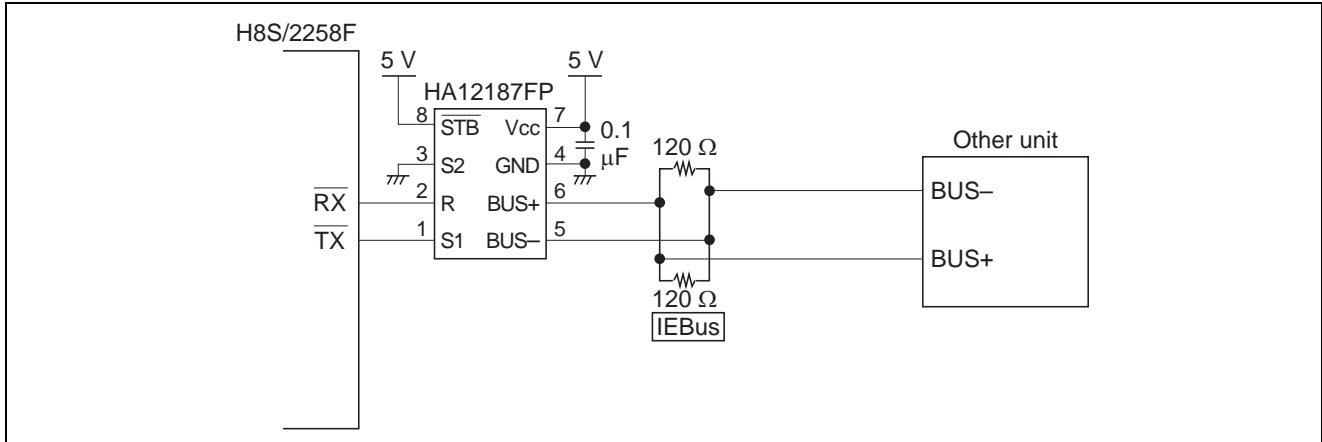 H8S/2258F
5 V
5 V
HA12187FP
8
STB
Vcc
7
0.1
μF
3
S2
GND
4
120 Ω
Other unit
RX
2
R
BUS+
6
BUS–
TX
1
S1
BUS–
5
BUS+
120 Ω
IEBus